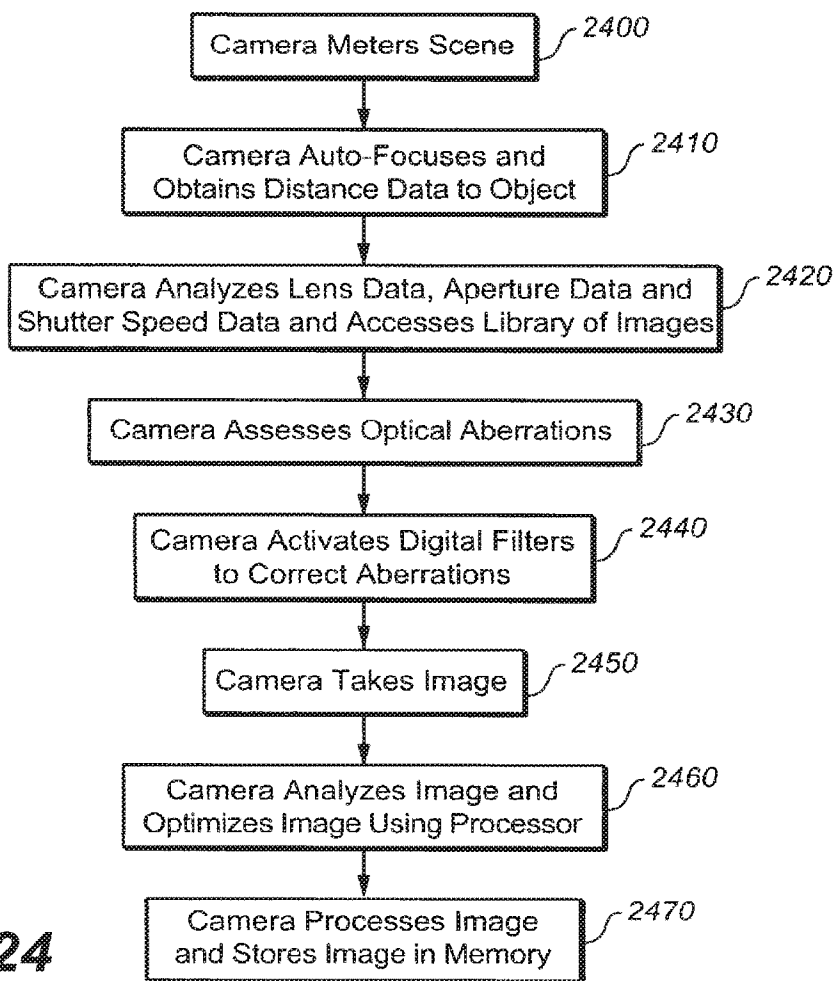 Camera Meters Scene
2400
Camera Auto-Focuses and
Obtains Distance Data to Object
2410
Camera Analyzes Lens Data, Aperture Data and
Shutter Speed Data and Accesses Library of Images
2420
Camera Assesses Optical Aberrations
2430
Camera Activates Digital Filters
to Correct Aberrations
2440
Camera Takes Image
2450
Camera Analyzes Image and
Optimizes Image Using Processor
2460
Camera Processes Image
and Stores Image in Memory
2470
24